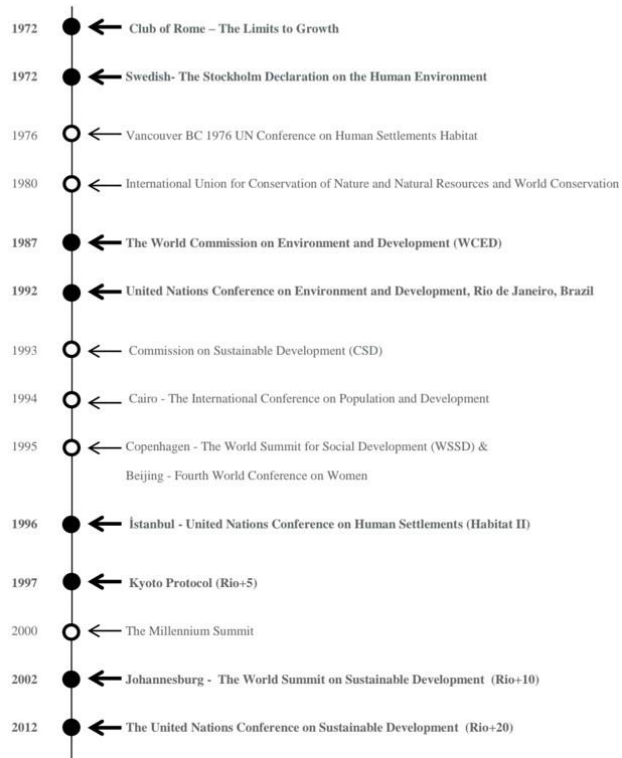 1972 Club of Rome – The Limits to Growth
1972 Swedish- The Stockholm Declaration on the Human Environment
1976 Vancouver BC 1976 UN Conference on Human Settlements Habitat
1980 International Union for Conservation of Nature and Natural Resources and World Conservation
1987 The World Commission on Environment and Development (WCED)
1992 United Nations Conference on Environment and Development, Rio de Janeiro, Brazil
1993 Commission on Sustainable Development (CSD)
1994 Cairo - The International Conference on Population and Development
1995 Copenhagen - The World Summit for Social Development (WSSD) &
Beijing - Fourth World Conference on Women
1996 İstanbul - United Nations Conference on Human Settlements (Habitat II)
1997 Kyoto Protocol (Rio+5)
2000 The Millennium Summit
2002 Johannesburg - The World Summit on Sustainable Development (Rio+10)
2012 The United Nations Conference on Sustainable Development (Rio+20)